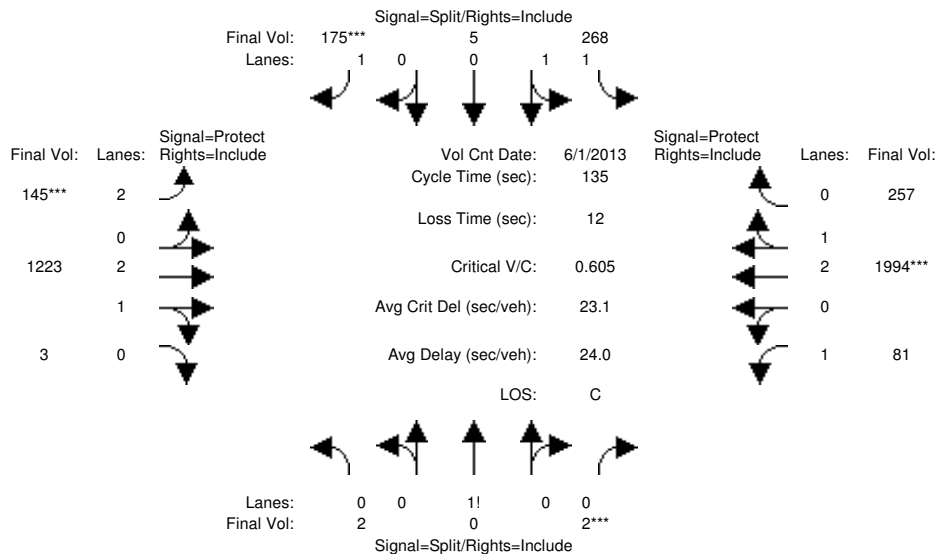 Signal=Split/Rights=Include
Final Vol: 175*** 5 268
Lanes: 1 0 0 1 1
Signal=Protect Signal=Protect
Final Vol: Lanes: Rights=Include Vol Cnt Date: 6/1/2013 Rights=Include Lanes: Final Vol:
Cycle Time (sec): 135
145*** 2 0 257
Loss Time (sec): 12
0 1
1223 2 Critical V/C: 0.605 2 1994***
1 Avg Crit Del (sec/veh): 23.1 0
3 0 Avg Delay (sec/veh): 24.0 1 81
LOS: C
Lanes: 0 0 1! 0 0
Final Vol: 2 0 2***
Signal=Split/Rights=Include